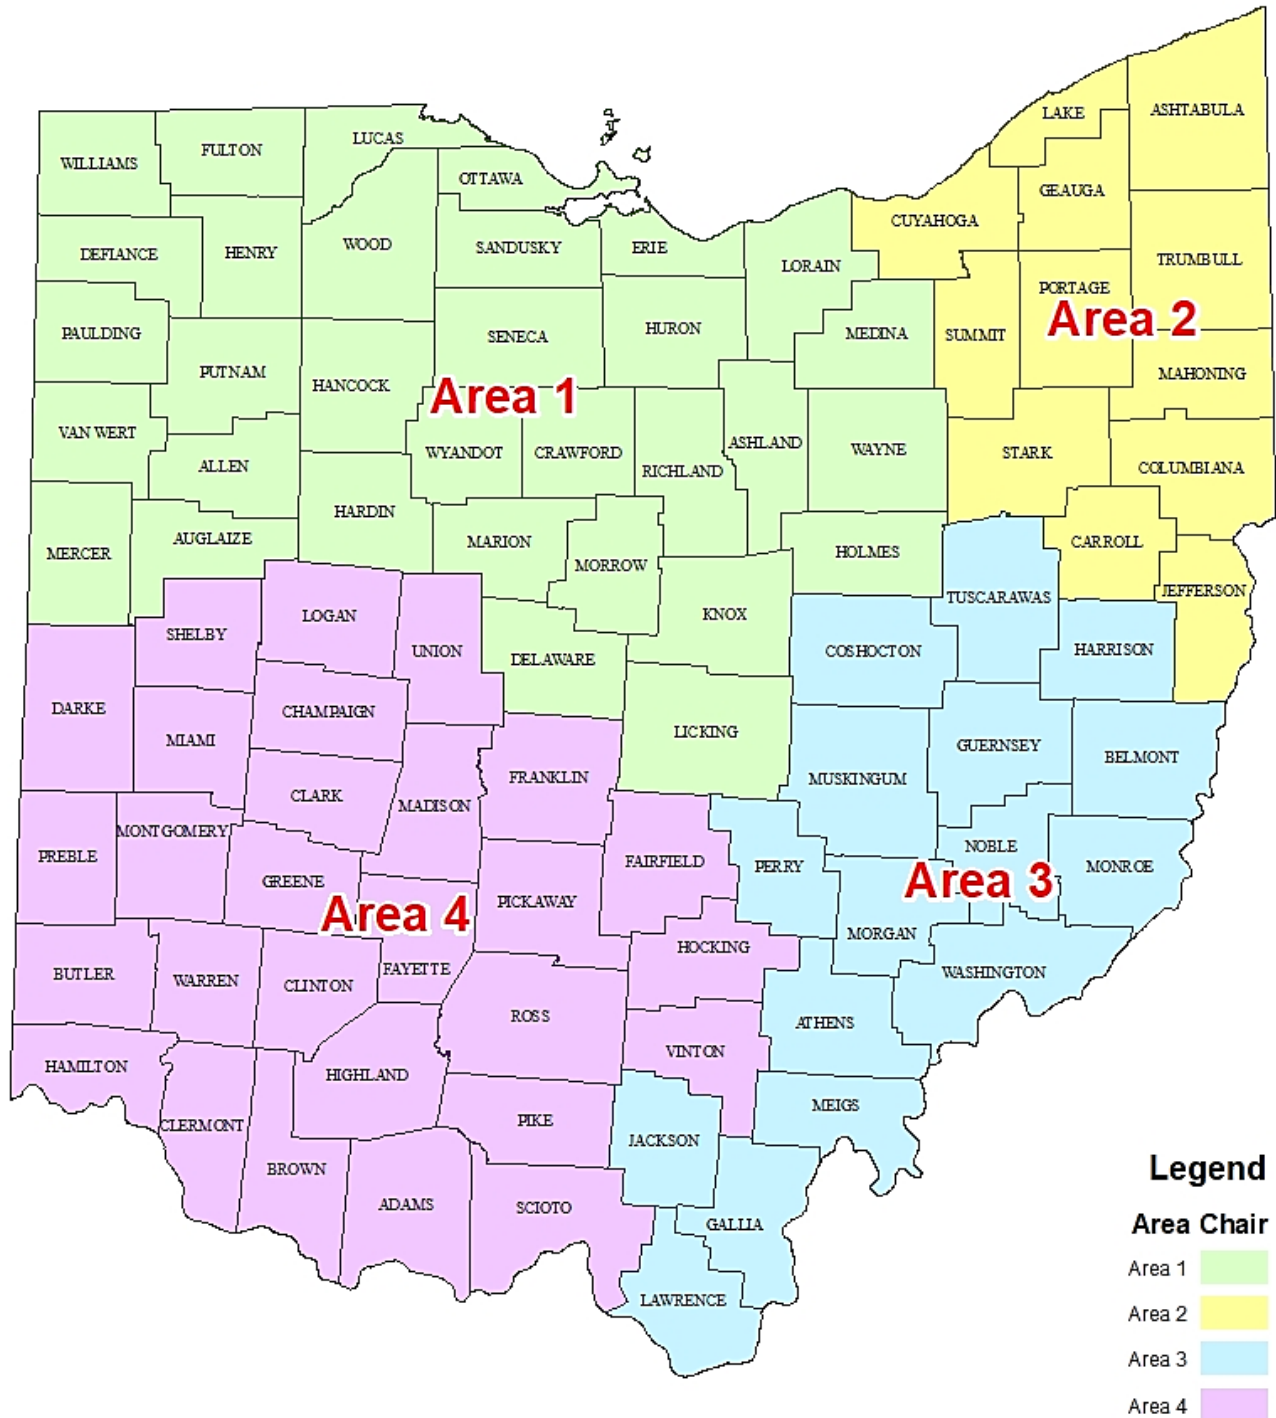 LAKE
ASHTABULA
LUCAS
FULTON
WILLIAMS
OTTAWA
GEAUGA
CUYAHOGA
WOOD
SANDUSKY
ERIE
DEFIANCE
HENRY
LORAIN
TRUMBULL
PORTAGE
Area 2
PAULDING
SENECA
HURON
MEDINA
SUMMIT
PUTNAM
HANCOCK
MAHONING
Area 1
VAN WERT
ALLEN
WYANDOT
CRAWFORD
RICHLAND
ASHLAND
WAYNE
STARK
COLUMBIANA
HARDIN
MERCER
AUGLAIZE
MARION
MORROW
HOLMES
CARROLL
JEFFERSON
TUSCARAWAS
LOGAN
KNOX
SHELBY
UNION
DELAWARE
COSHOCTON
HARRISON
DARKE
CHAMPAIGN
MIAMI
LICKING
GUERNSEY
BELMONT
FRANKLIN
MUSKINGUM
CLARK
MADISON
MONTGOMERY
PREBLE
GREENE
FAIRFIELD
PERRY
NOBLE
MONROE
Area 3
Area 4
PICKAWAY
MORGAN
HOCKING
BUTLER
WARREN
CLINTON
FAYETTE
WASHINGTON
ROSS
ATHENS
VINTON
HAMILTON
HIGHLAND
CLERMONT
PIKE
MEIGS
JACKSON
BROWN
ADAMS
SCIOTO
GALLIA
LAWRENCE
Legend
Area Chair
Area 1
Area 2
Area 3
Area 4